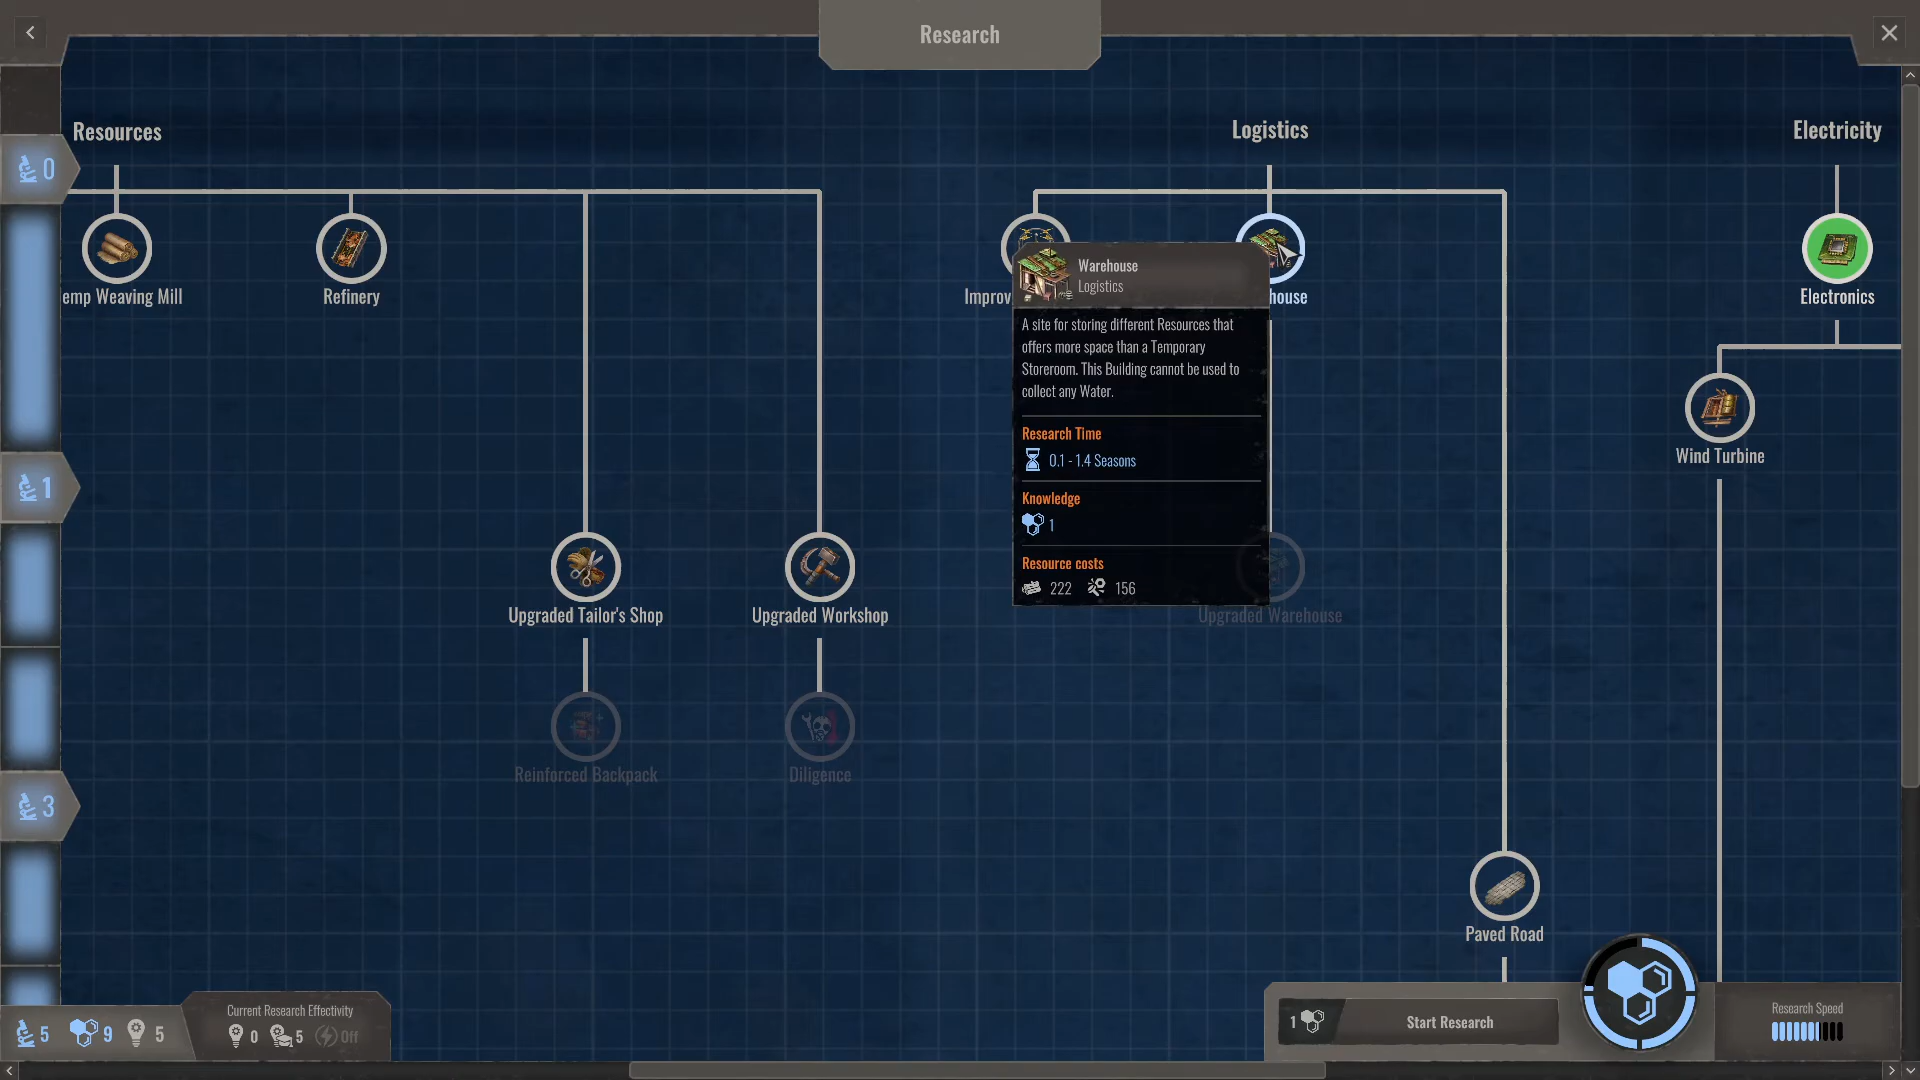 Research
Resources
Logistics
Electricity
0
emp Weaving Mill
Refinery
Improv
house
Electronics
Warehouse
Logistics
A site for storing different Resources that
offers more space than a Temporary
Storeroom. This Building cannot be used to
collect any Water.
Research Time
0.1 - 1.4 Seasons
Knowledge
1
Resource costs
222 156
Wind Turbine
1
Upgraded Tailor's Shop
Upgraded Workshop
Upgraded Warehouse
Reinforced Backpack
Diligence
3
Paved Road
5 9 5
Current Research Effectivity
0 5 Off
1
Start Research
Research Speed